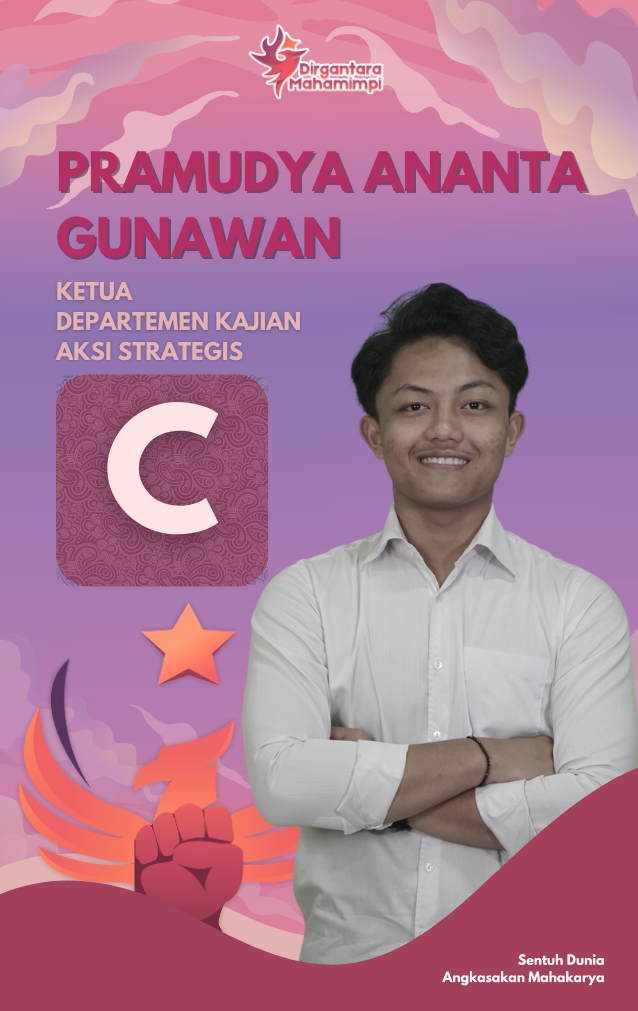 Dirgantara
Mahamimpi
PRAMUDYA ANANTA
GUNAWAN
KETUA
DEPARTEMEN KAJIAN
AKSI STRATEGIS
C
Sentuh Dunia
Angkasakan Mahakarya